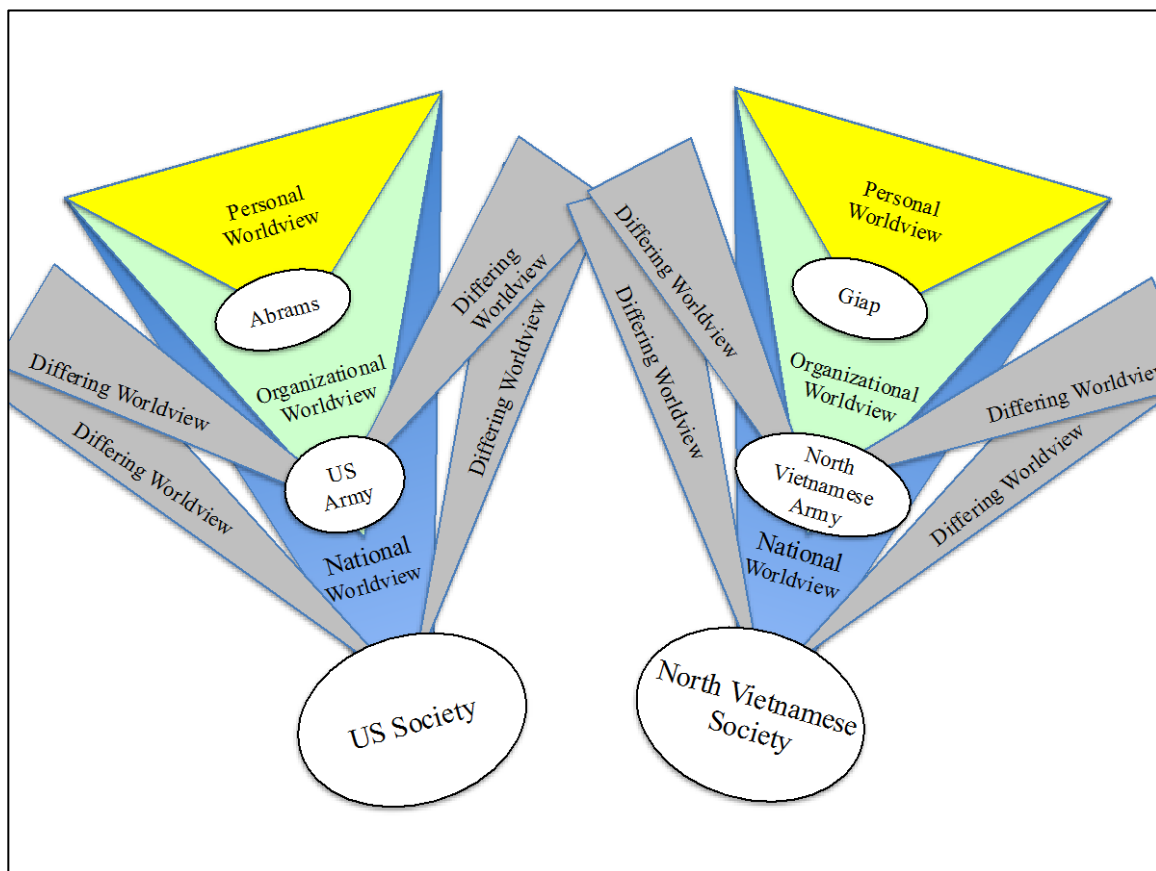 Personal
Worldview
Abrams
Differing
Worldview
Organizational
Worldview
Differing Worldview
Differing Worldview
Differing Worldview
US
Army
National
Worldview
US Society
Personal
Worldview
Giap
Differing Worldview
Differing Worldview
Organizational
Worldview
Differing Worldview
Differing Worldview
North
Vietnamese
Army
National
Worldview
North Vietnamese
Society